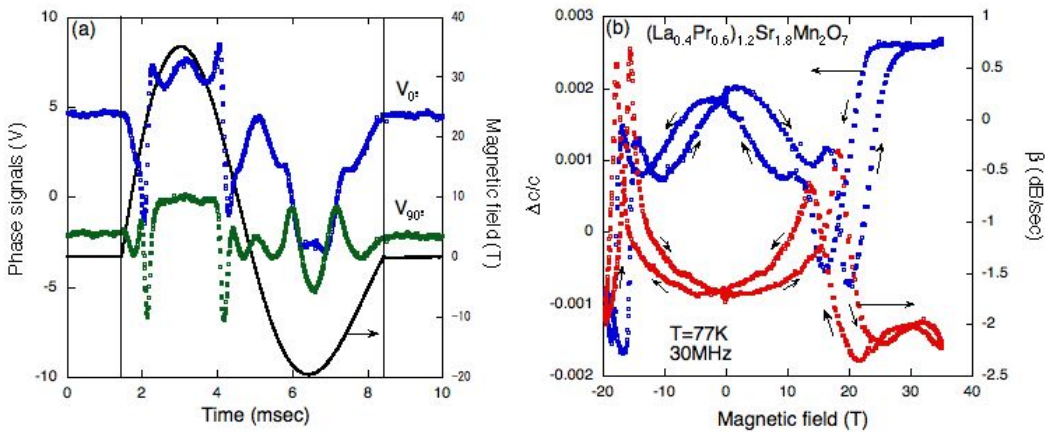 (a)
10
5
0
-5
-10
Phase signals (V)
40
30
20
10
0
-10
-20
Magnetic field (T)
V0°
V90°
0 2 4 6 8 10
Time (msec)
(b)
(La0.4Pr0.6)1.2Sr1.8Mn2O7
0.003
0.002
0.001
0
-0.001
-0.002
Δc/c
1
0.5
0
-0.5
-1
-1.5
-2
-2.5
β (dB/sec)
T=77K
30MHz
-20 -10 0 10 20 30 40
Magnetic field (T)